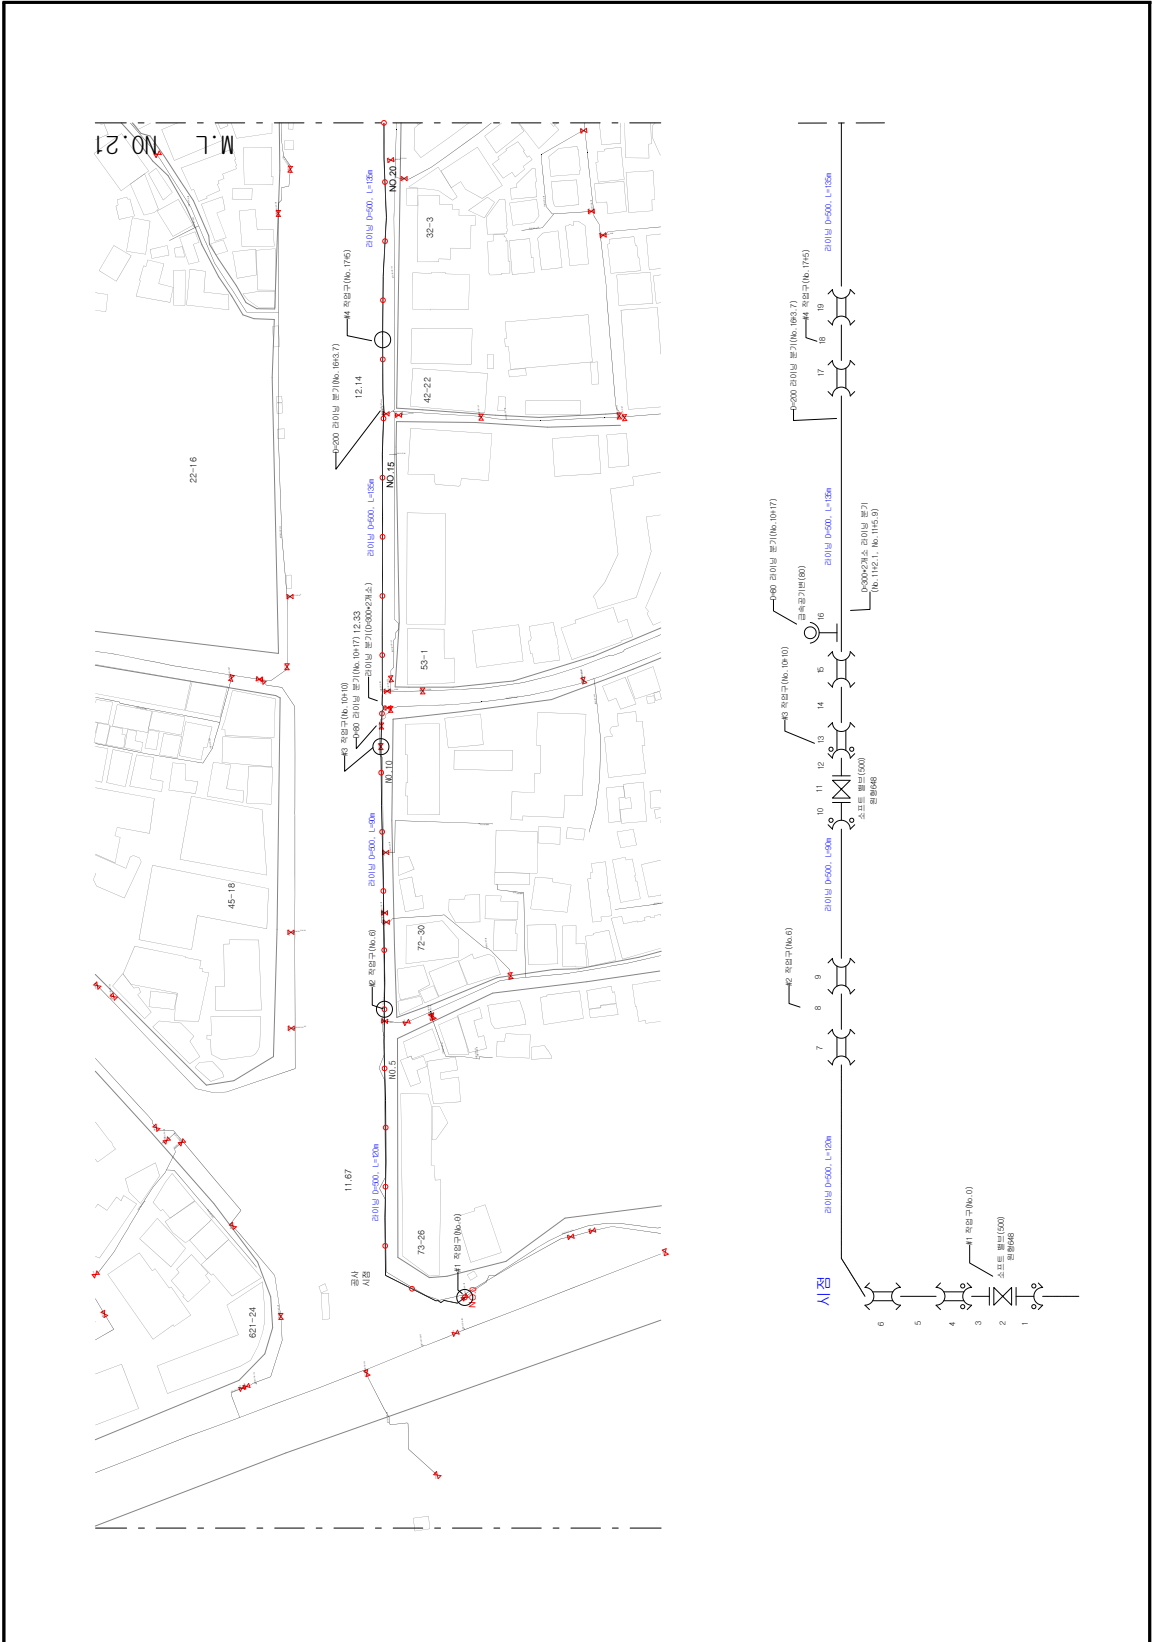 M.L NO.21
NO.20
라이닝 D=500, L=135m
32-3
#4 작업구(No.17+5)
D=200 라이닝 분기(No.16+3.7)
12.14
42-22
22-16
NO.15
라이닝 D=500, L=135m
라이닝 분기(D=300*2개소)
12.33
D=80 라이닝 분기(No.10+17)
#3 작업구(No.10+10)
53-1
NO.10
라이닝 D=500, L=90m
45-18
72-30
#2 작업구(No.6)
NO.5
라이닝 D=500, L=120m
11.67
73-26
#1 작업구(No.0)
공사
시점
621-24
라이닝 D=500, L=135m
#4 작업구(No.17+5)
D=200 라이닝 분기(No.16+3.7)
19
18
17
라이닝 D=500, L=135m
D=300*2개소 라이닝 분기
(No.11+2.1, No.11+5.9)
D=80 라이닝 분기(No.10+17)
급속공기변(80)
16
15
14
#3 작업구(No.10+10)
13
12
11
10
소프트 밸브(500)
원형648
라이닝 D=500, L=90m
#2 작업구(No.6)
9
8
7
라이닝 D=500, L=120m
시점
#1 작업구(No.0)
소프트 밸브(500)
원형648
6
5
4
3
2
1